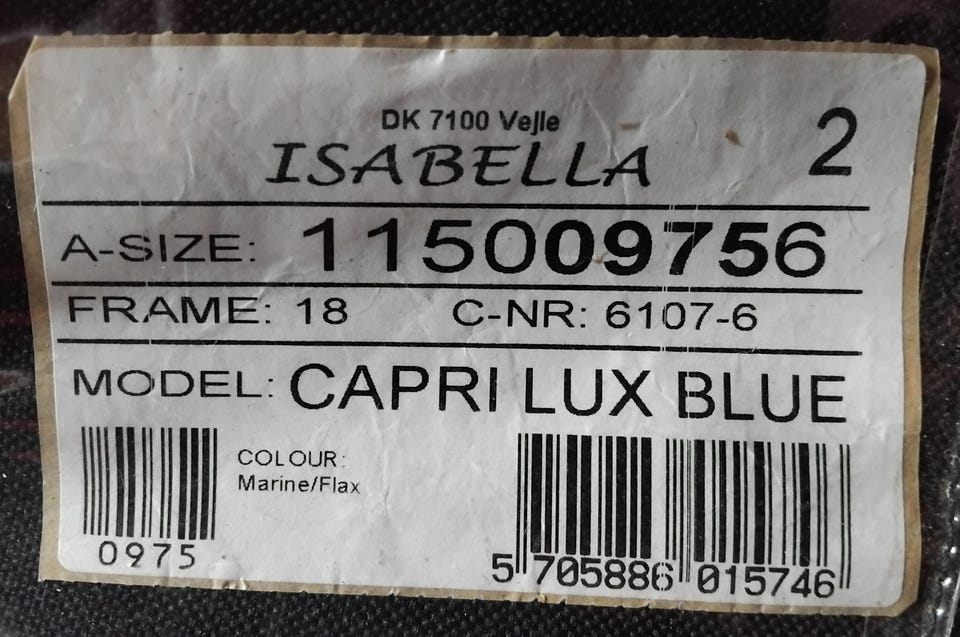 DK 7100 Vejle
ISABELLA 2
A-SIZE: 115009756
FRAME: 18 C-NR: 6107-6
MODEL: CAPRI LUX BLUE
COLOUR:
Marine/Flax
0975
5 705886 015746